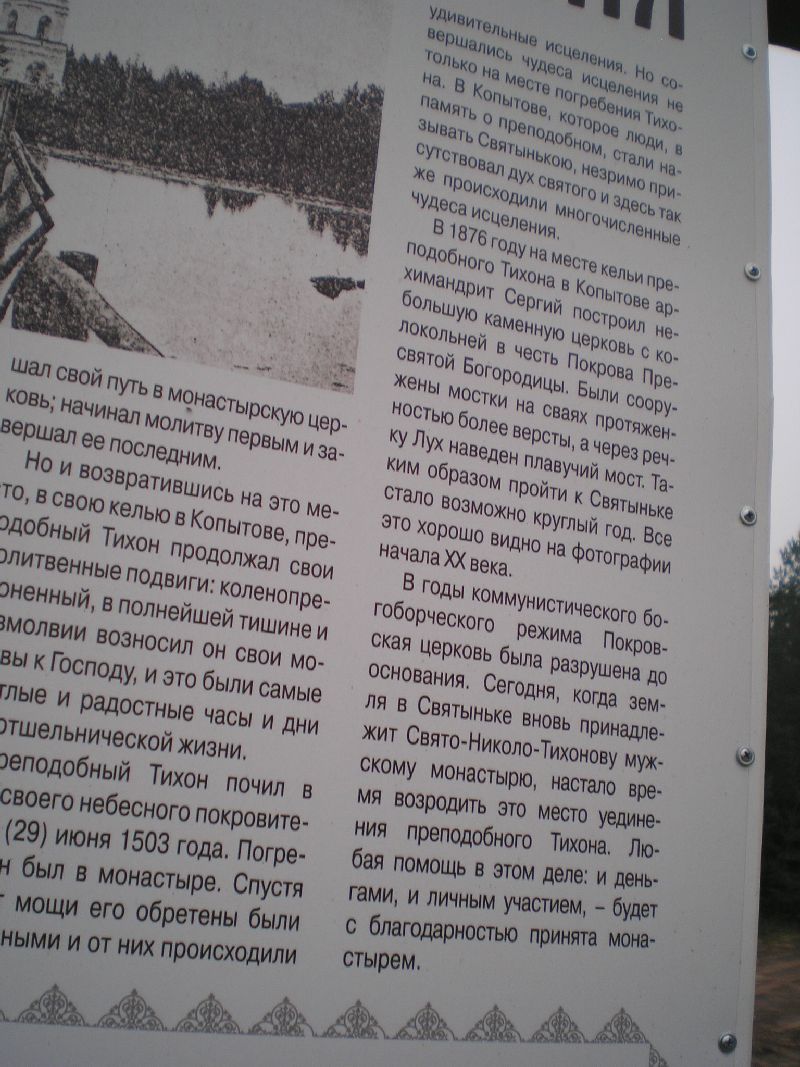 шал свой путь в монастырскую цер-
ковь; начинал молитву первым и за-
вершал ее последним.
Но и возвратившись на это ме-
сто, в свою келью в Копытове, пре-
одобный Тихон продолжал свои
олитвенные подвиги: коленопре-
оненный, в полнейшей тишине и
змолвии возносил он свои мо-
вы к Господу, и это были самые
тлые и радостные часы и дни
отшельнической жизни.
реподобный Тихон почил в
своего небесного покровите-
(29) июня 1503 года. Погре-
н был в монастыре. Спустя
т мощи его обретены были
ными и от них происходили
удивительные исцеления. Но со-
вершались чудеса исцеления не
только на месте погребения Тихо-
на. В Копытове, которое люди, в
память о преподобном, стали на-
зывать Святынькою, незримо при-
сутствовал дух святого и здесь так
же происходили многочисленные
чудеса исцеления.
В 1876 году на месте кельи пре-
подобного Тихона в Копытове ар-
химандрит Сергий построил не-
большую каменную церковь с ко-
локольней в честь Покрова Пре-
святой Богородицы. Были соору-
жены мостки на сваях протяжен-
ностью более версты, а через реч-
ку Лух наведен плавучий мост. Та-
ким образом пройти к Святыньке
стало возможно круглый год. Все
это хорошо видно на фотографии
начала XX века.
В годы коммунистического бо-
гоборческого режима Покров-
ская церковь была разрушена до
основания. Сегодня, когда зем-
ля в Святыньке вновь принадле-
жит Свято-Николо-Тихонову муж-
скому монастырю, настало вре-
мя возродить это место уедине-
ния преподобного Тихона. Лю-
бая помощь в этом деле: и день-
гами, и личным участием, – будет
с благодарностью принята мона-
стырем.